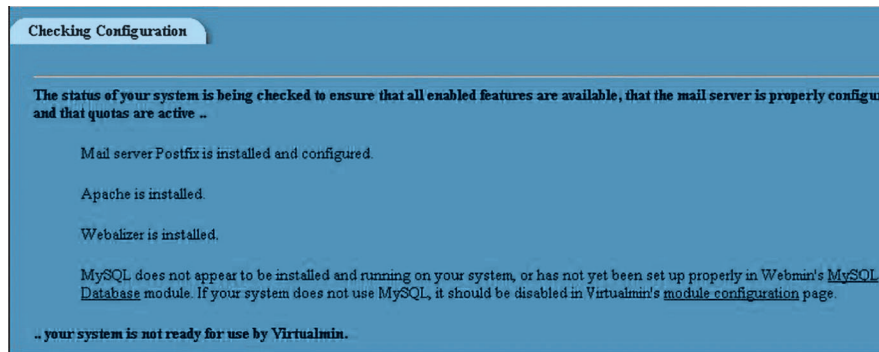 Checking Configuration
The status of your system is being checked to ensure that all enabled features are available, that the mail server is properly configu
and that quotas are active ..
Mail server Postfix is installed and configured.
Apache is installed.
Webalizer is installed.
MySQL does not appear to be installed and running on your system, or has not yet been set up properly in Webmin's MySQL
Database module. If your system does not use MySQL, it should be disabled in Virtualmin's module configuration page.
.. your system is not ready for use by Virtualmin.